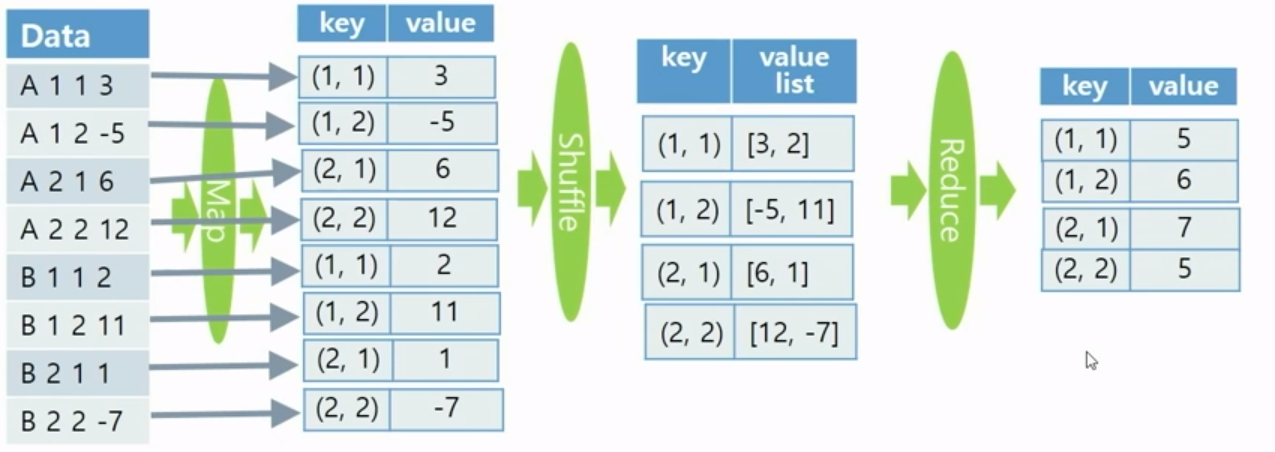 Data
A 1 1 3
A 1 2 -5
A 2 1 6
A 2 2 12
B 1 1 2
B 1 2 11
B 2 1 1
B 2 2 -7
Map
key value
(1, 1) 3
(1, 2) -5
(2, 1) 6
(2, 2) 12
(1, 1) 2
(1, 2) 11
(2, 1) 1
(2, 2) -7
Shuffle
key value
list
(1, 1) [3, 2]
(1, 2) [-5, 11]
(2, 1) [6, 1]
(2, 2) [12, -7]
Reduce
key value
(1, 1) 5
(1, 2) 6
(2, 1) 7
(2, 2) 5